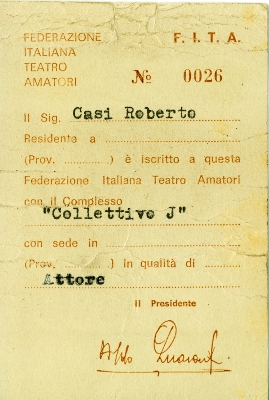 FEDERAZIONE F. I. T. A.
ITALIANA
TEATRO
AMATORI № 0026
Il Sig. Casi Roberto
Residente a ..............................
(Prov. ............) è iscritto a questa
Federazione Italiana Teatro Amatori
con il Complesso
"Collettivo J"
con sede in ..............................
(Prov. ............) in qualità di ..........
Attore
Il Presidente